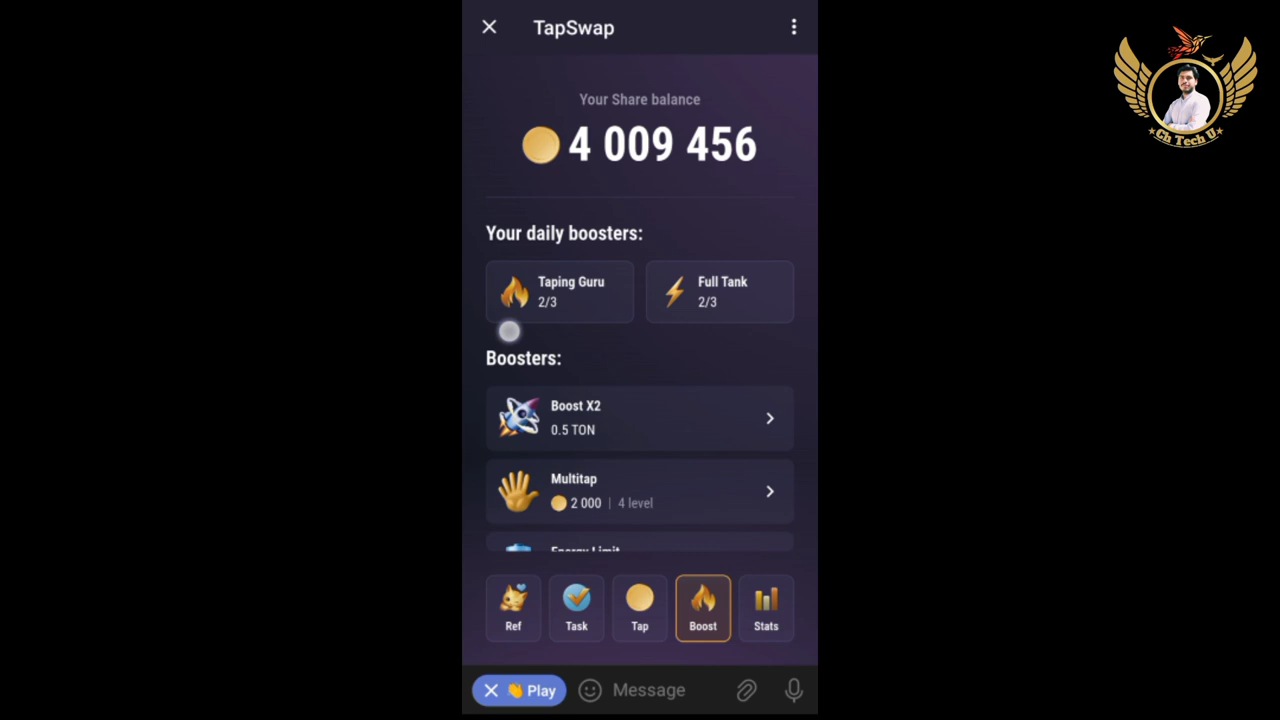 TapSwap
Your Share balance
4 009 456
Your daily boosters:
Taping Guru
2/3
Full Tank
2/3
Boosters:
Boost X2
0.5 TON
Multitap
2 000 | 4 level
Energy Limit
Ref
Task
Tap
Boost
Stats
Play
Message
Ch Tech U